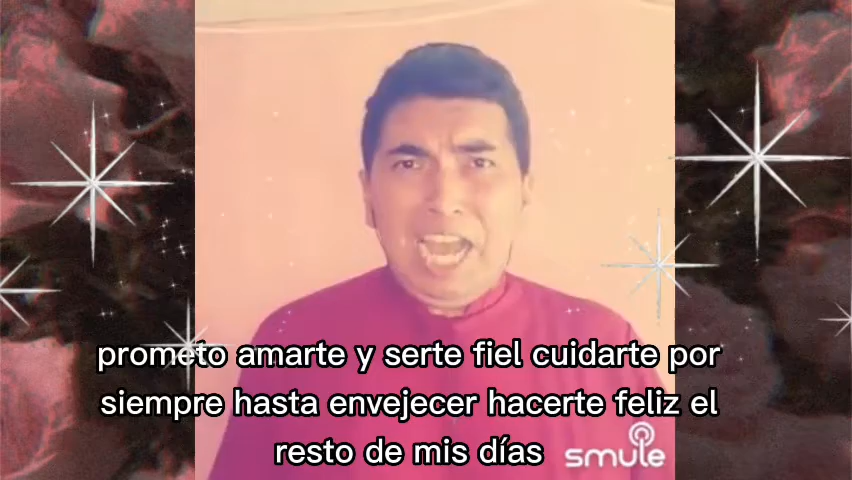 prometo amarte y serte fiel cuidarte por
siempre hasta envejecer hacerte feliz el
resto de mis días
smule